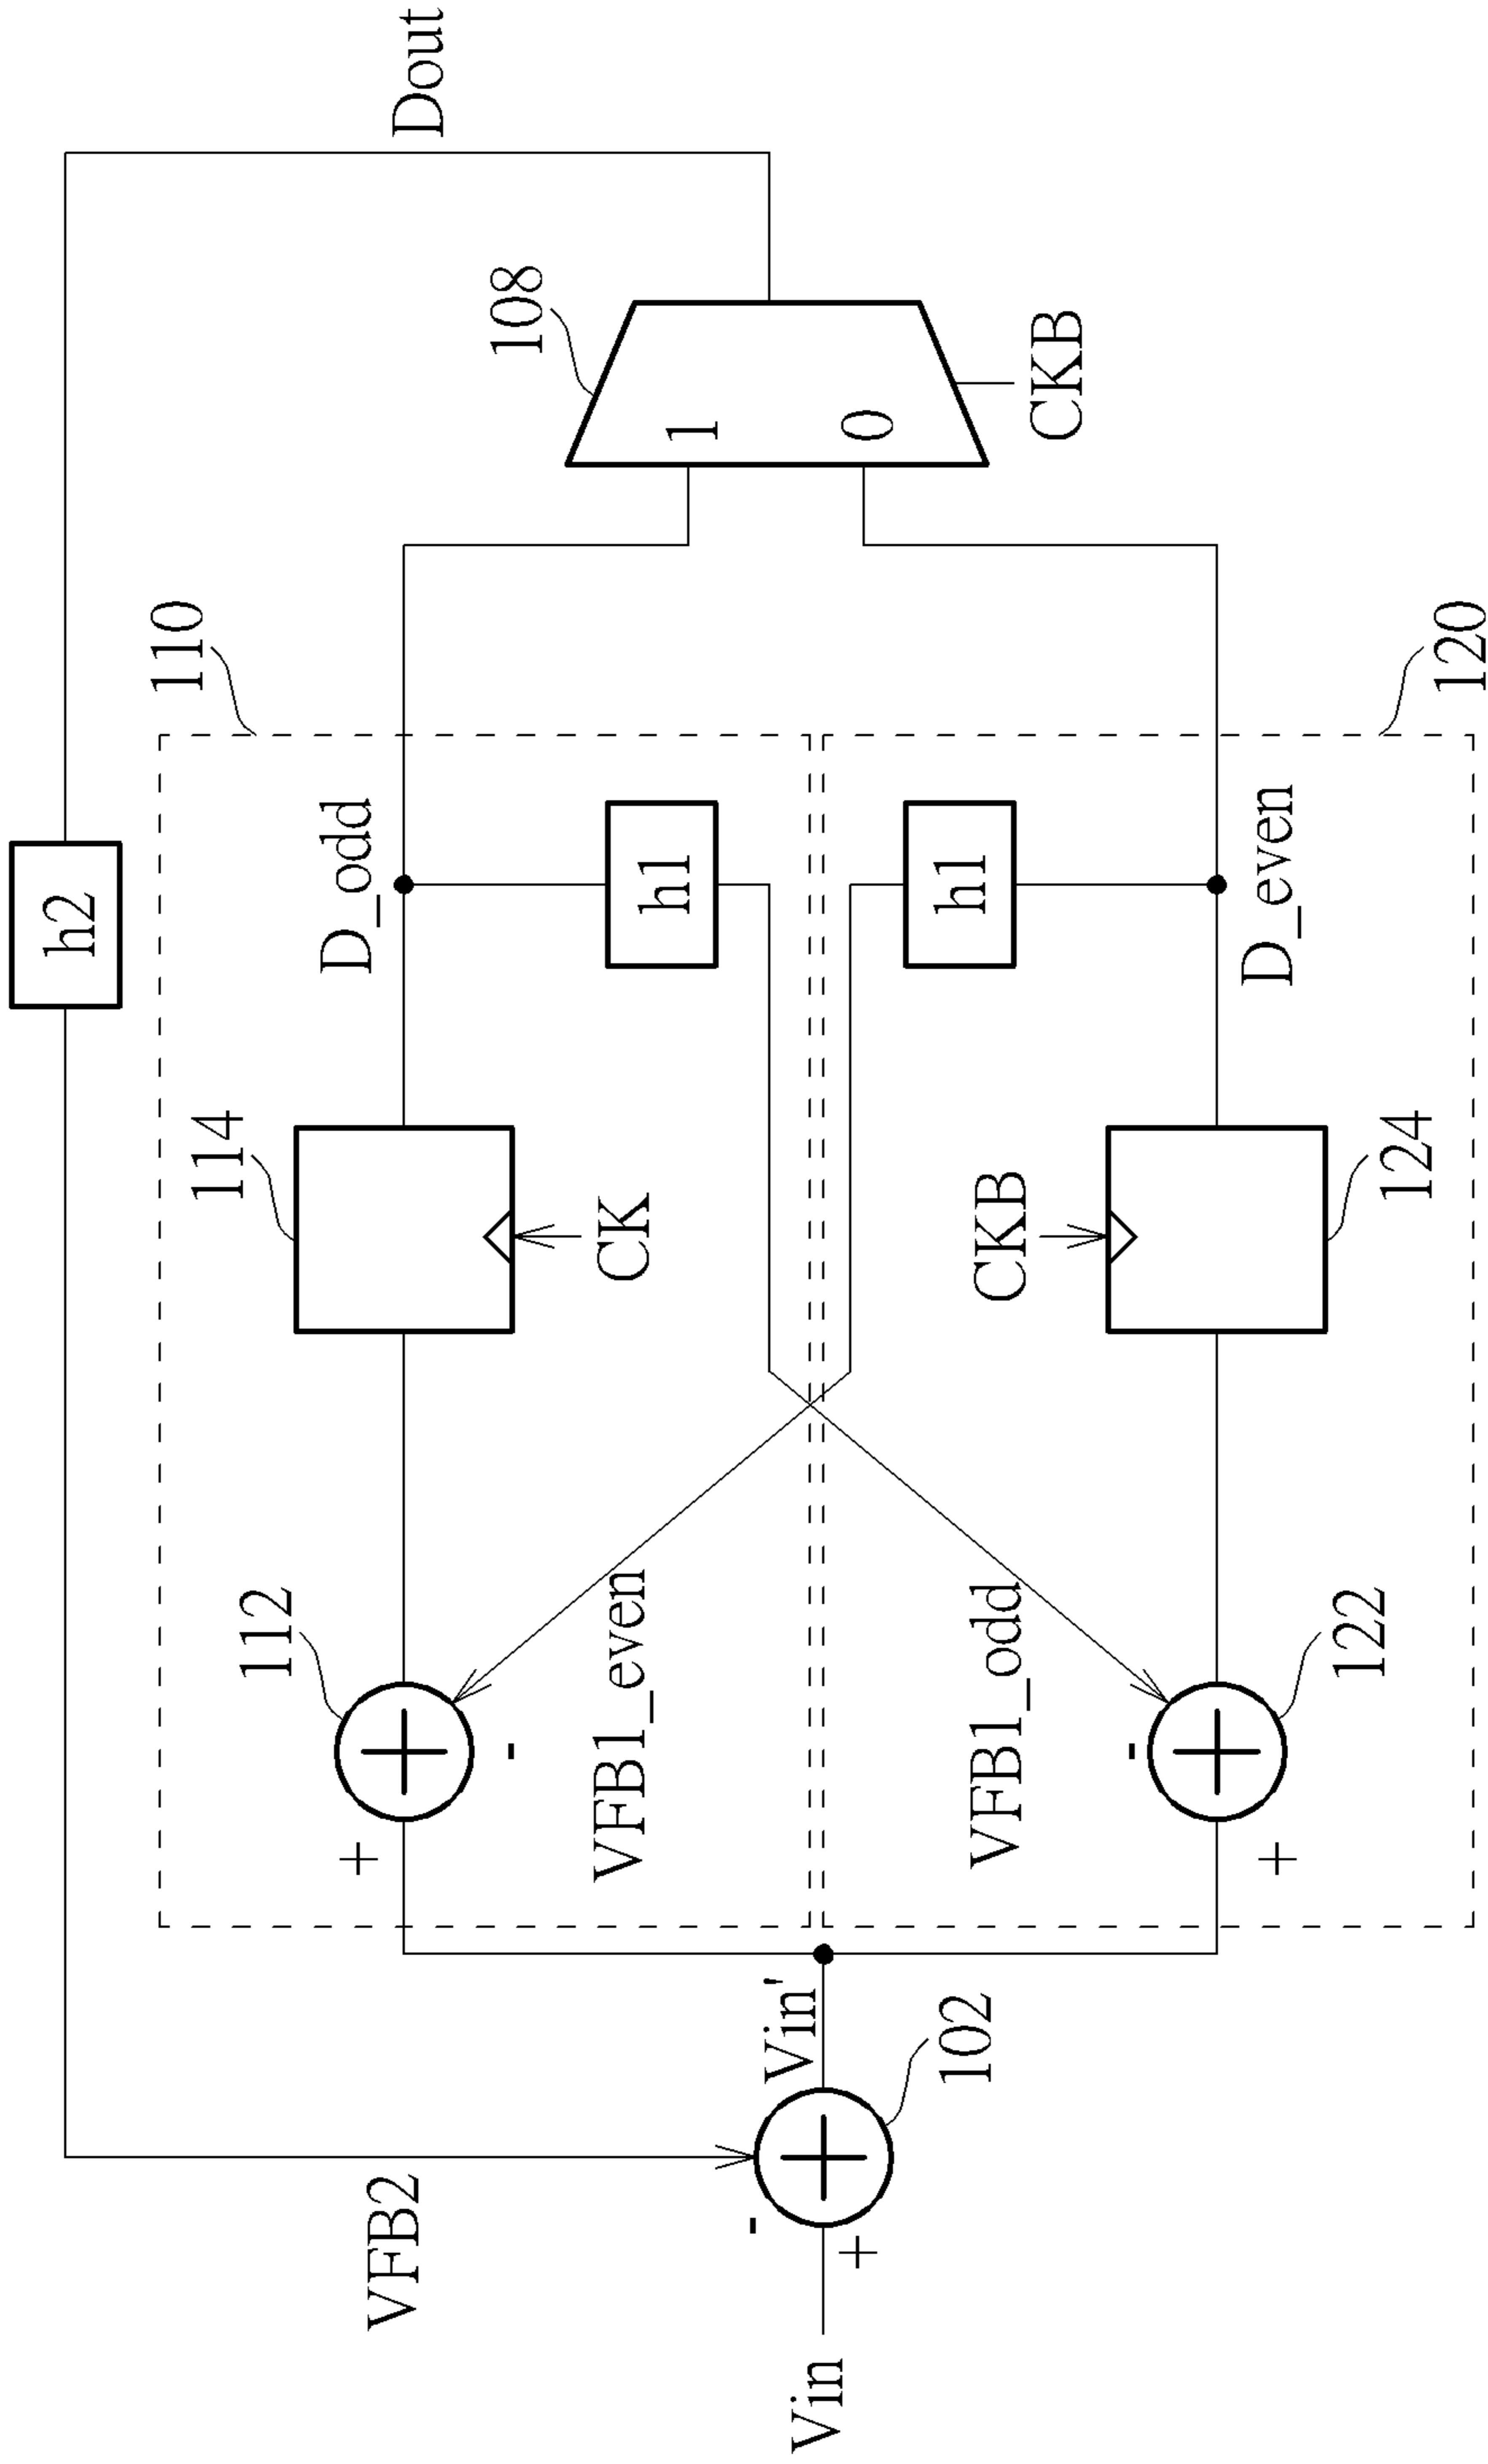 h2
VFB2
Dout
110
114
D_odd
108
112
+
-
CK
h1
1
VFB1_even
Vin
+
-
Vin'
102
VFB1_odd
CKB
h1
0
CKB
-
+
122
124
D_even
120